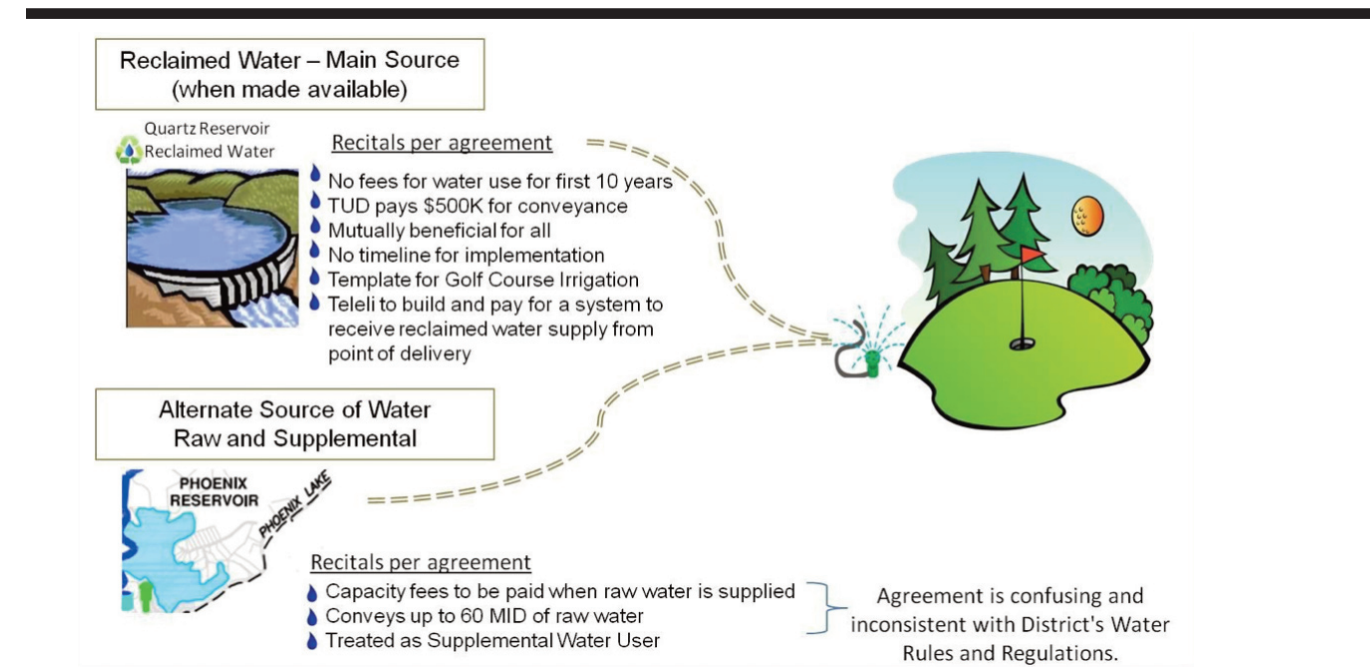 Reclaimed Water – Main Source
(when made available)
Quartz Reservoir
Reclaimed Water
Recitals per agreement
No fees for water use for first 10 years
TUD pays $500K for conveyance
Mutually beneficial for all
No timeline for implementation
Template for Golf Course Irrigation
Teleli to build and pay for a system to
receive reclaimed water supply from
point of delivery
Alternate Source of Water
Raw and Supplemental
PHOENIX
RESERVOIR
PHOENIX LAKE
Recitals per agreement
Capacity fees to be paid when raw water is supplied
Conveys up to 60 MID of raw water
Treated as Supplemental Water User
Agreement is confusing and
inconsistent with District's Water
Rules and Regulations.